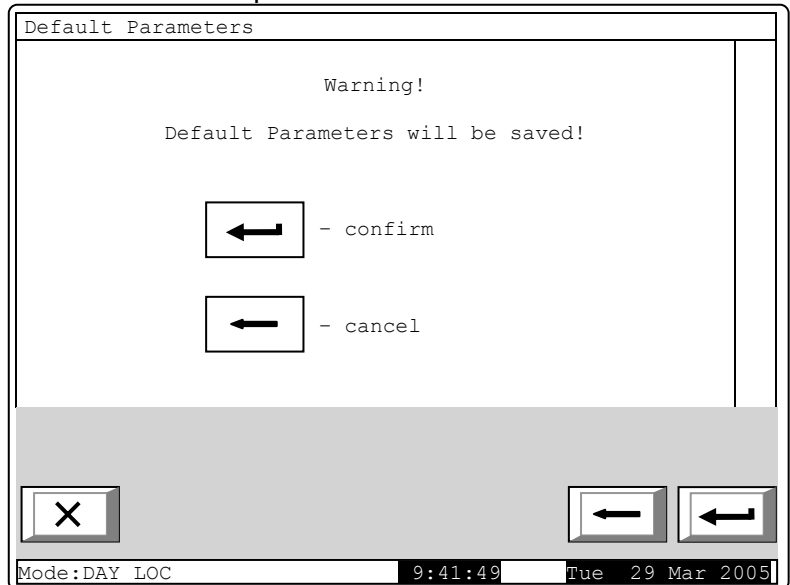 Default Parameters
Warning!
Default Parameters will be saved!
- confirm
- cancel
Mode:DAY LOC 9:41:49 Tue 29 Mar 2005